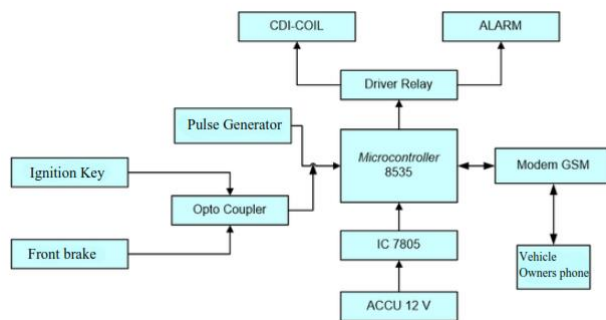 CDI-COIL
ALARM
Driver Relay
Pulse Generator
Microcontroller
8535
Modem GSM
Ignition Key
Opto Coupler
Front brake
IC 7805
Vehicle
Owners phone
ACCU 12 V